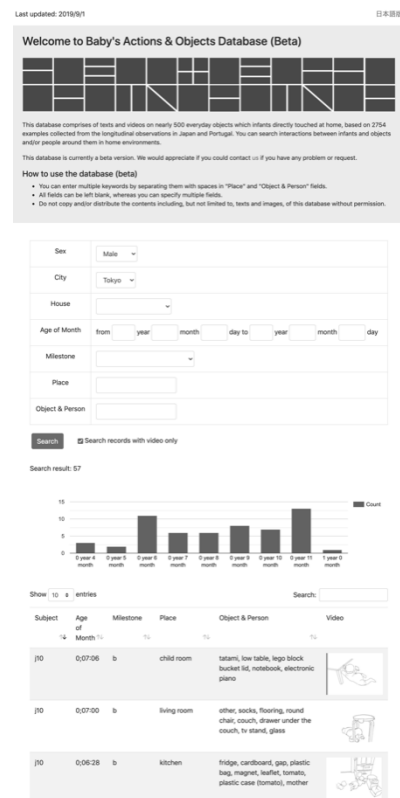 Last updated: 2019/9/1
日本語版
Welcome to Baby's Actions & Objects Database (Beta)
This database comprises of texts and videos on nearly 500 everyday objects which infants directly touched at home, based on 2754
examples collected from the longitudinal observations in Japan and Portugal. You can search interactions between infants and objects
and/or people around them in home environments.
This database is currently a beta version. We would appreciate if you could contact us if you have any problem or request.
How to use the database (beta)
• You can enter multiple keywords by separating them with spaces in "Place" and "Object & Person" fields.
• All fields can be left blank, whereas you can specify multiple fields.
• Do not copy and/or distribute the contents including, but not limited to, texts and images, of this database without permission.
Sex
Male
City
Tokyo
House
Age of Month
from year month day to year month day
Milestone
Place
Object & Person
Search
Search records with video only
Search result: 57
15
10
5
0
Count
0 year 4 month
0 year 5 month
0 year 6 month
0 year 7 month
0 year 8 month
0 year 9 month
0 year 10 month
0 year 11 month
1 year 0 month
Show 10 entries
Search:
Subject
Age of Month
Milestone
Place
Object & Person
Video
j10
0;07:06
b
child room
tatami, low table, lego block
bucket lid, notebook, electronic
piano
j10
0;07:00
b
living room
other, socks, flooring, round
chair, couch, drawer under the
couch, tv stand, glass
j10
0;06:28
b
kitchen
fridge, cardboard, gap, plastic
bag, magnet, leaflet, tomato,
plastic case (tomato), mother